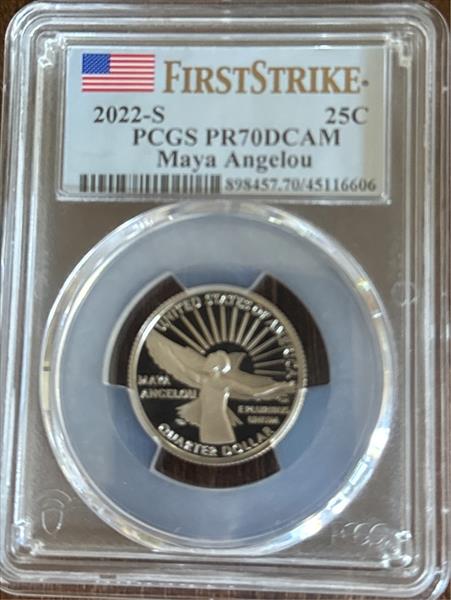 FIRSTSTRIKE
2022-S 25C
PCGS PR70DCAM
Maya Angelou
898457.70/45116606
UNITED STATES OF AMERICA
MAYA
ANGELOU
E PLURIBUS
UNUM
QUARTER DOLLAR
PCGS